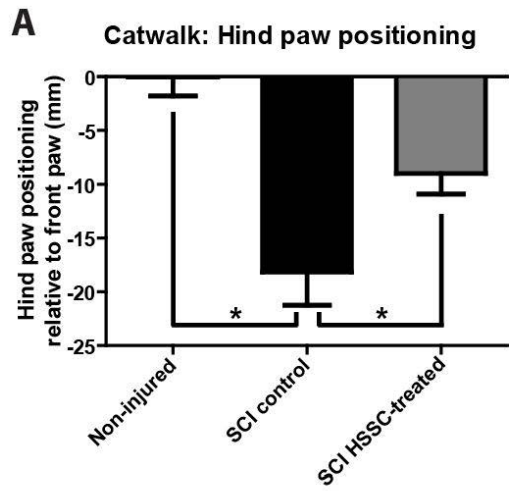 A
Catwalk: Hind paw positioning
Hind paw positioning
relative to front paw (mm)
0
-5
-10
-15
-20
-25
*
*
Non-injured
SCI control
SCI HSSC-treated